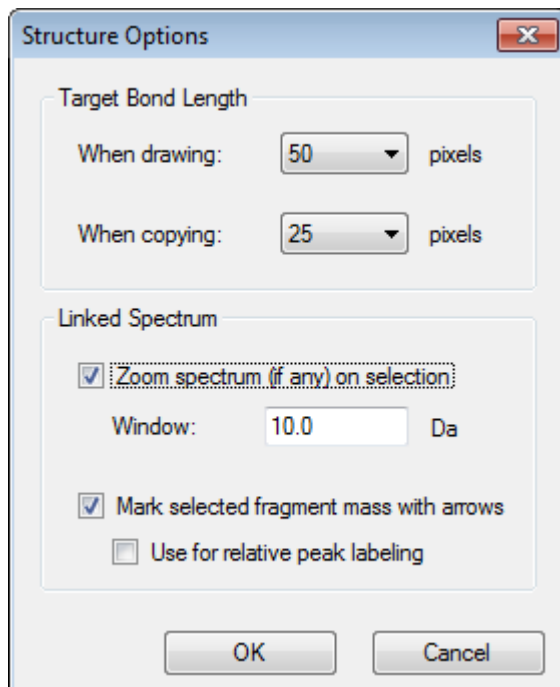 Structure Options
Target Bond Length
When drawing: 50 pixels
When copying: 25 pixels
Linked Spectrum
Zoom spectrum (if any) on selection
Window: 10.0 Da
Mark selected fragment mass with arrows
Use for relative peak labeling
OK Cancel